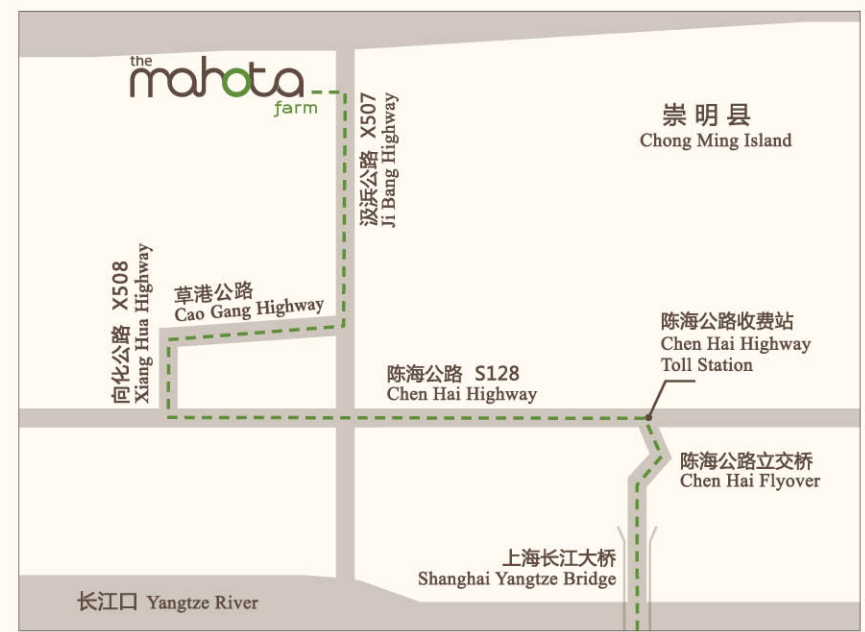 the
mahota
farm
汲浜公路 X507
Ji Bang Highway
崇明县
Chong Ming Island
向化公路 X508
Xiang Hua Highway
草港公路
Cao Gang Highway
陈海公路收费站
Chen Hai Highway
Toll Station
陈海公路 S128
Chen Hai Highway
陈海公路立交桥
Chen Hai Flyover
上海长江大桥
Shanghai Yangtze Bridge
长江口 Yangtze River